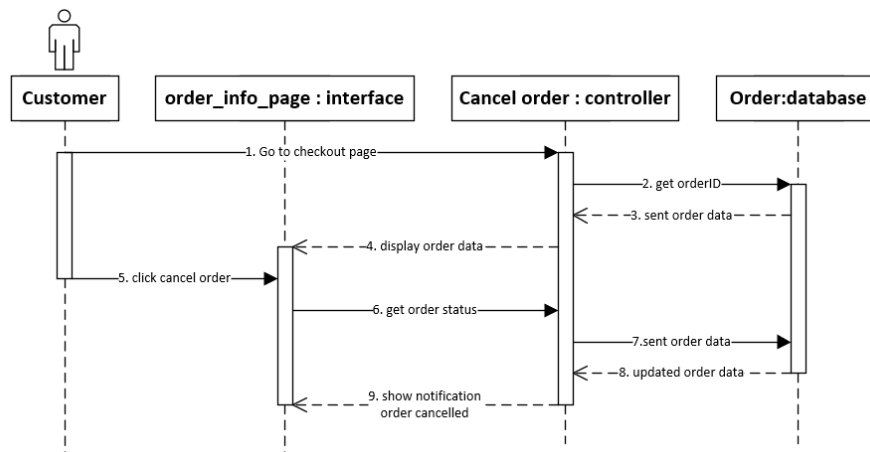 Customer
order_info_page : interface
Cancel order : controller
Order:database
1. Go to checkout page
2. get orderID
3. sent order data
4. display order data
5. click cancel order
6. get order status
7.sent order data
8. updated order data
9. show notification
order cancelled